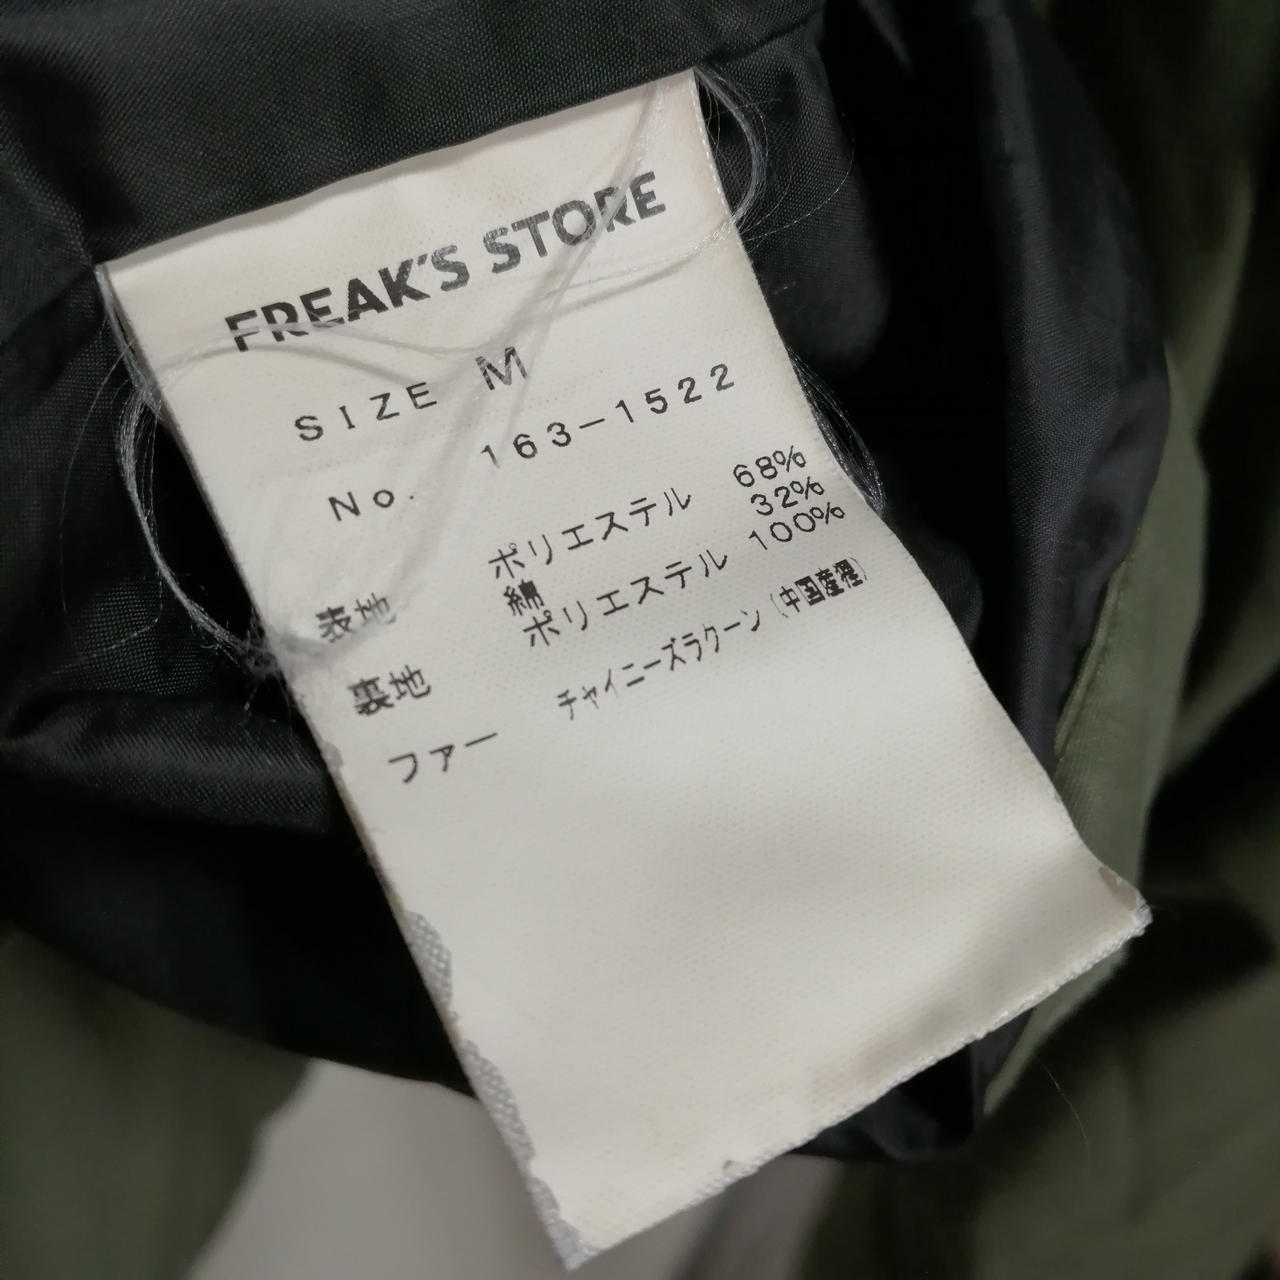 FREAK'S STORE
SIZE M
No. 163-1522
表地 ポリエステル 68%
綿 32%
裏地 ポリエステル 100%
ファー チャイニーズラクーン(中国産狸)